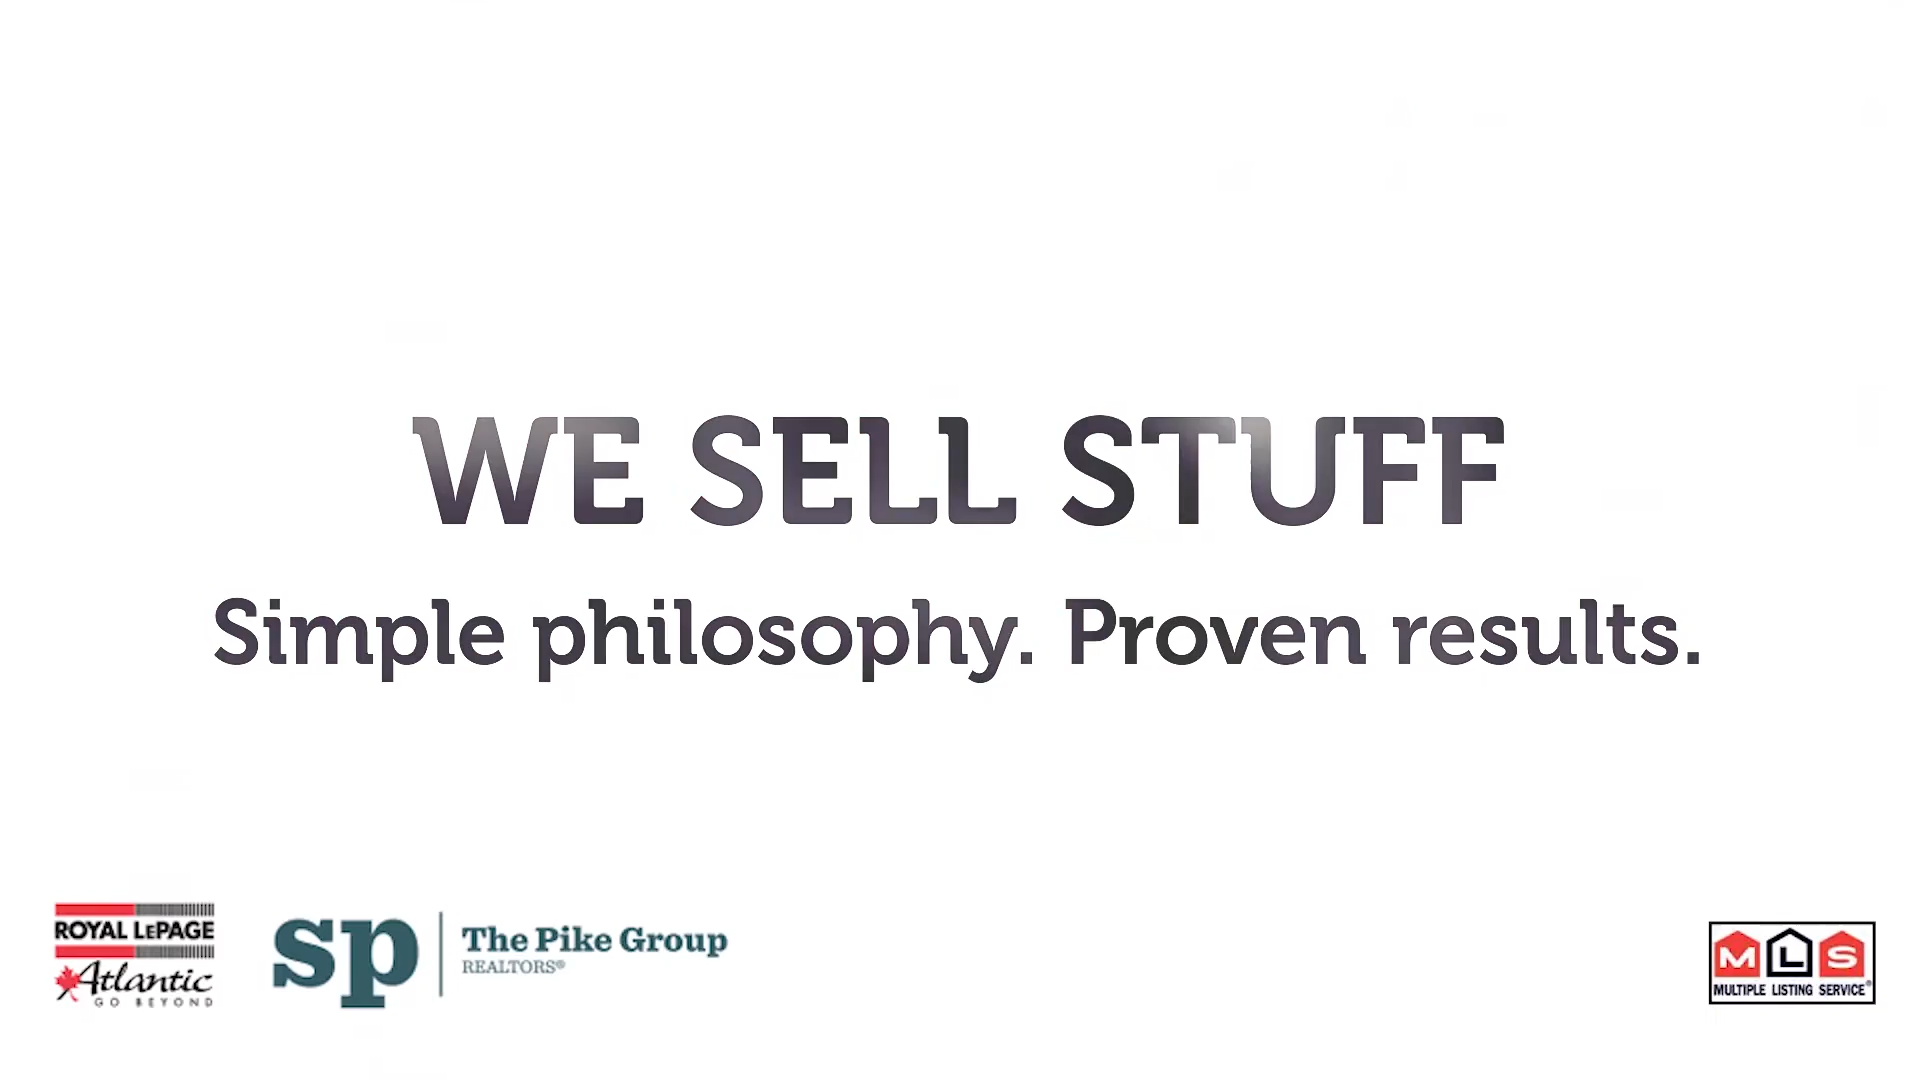 WE SELL STUFF
Simple philosophy. Proven results.
ROYAL LEPAGE
Atlantic
GO BEYOND
sp
The Pike Group
REALTORS®
MLS
MULTIPLE LISTING SERVICE®